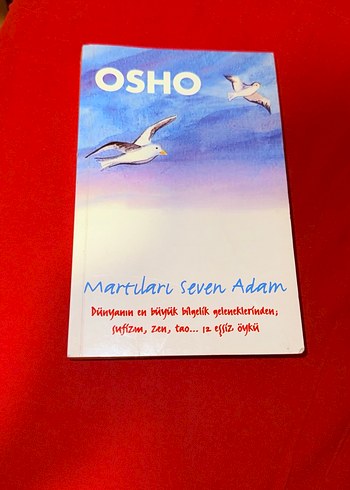 OSHO
Martıları Seven Adam
Dünyanın en büyük bilgelik geleneklerinden;
sufizm, zen, tao... 12 eşsiz öykü